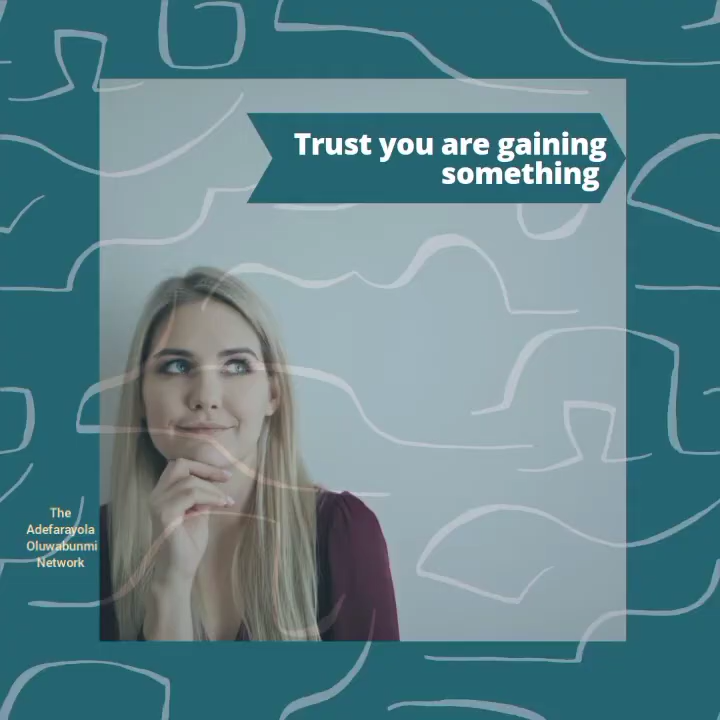 Trust you are gaining
something
The
Adefarayola
Oluwabunmi
Network